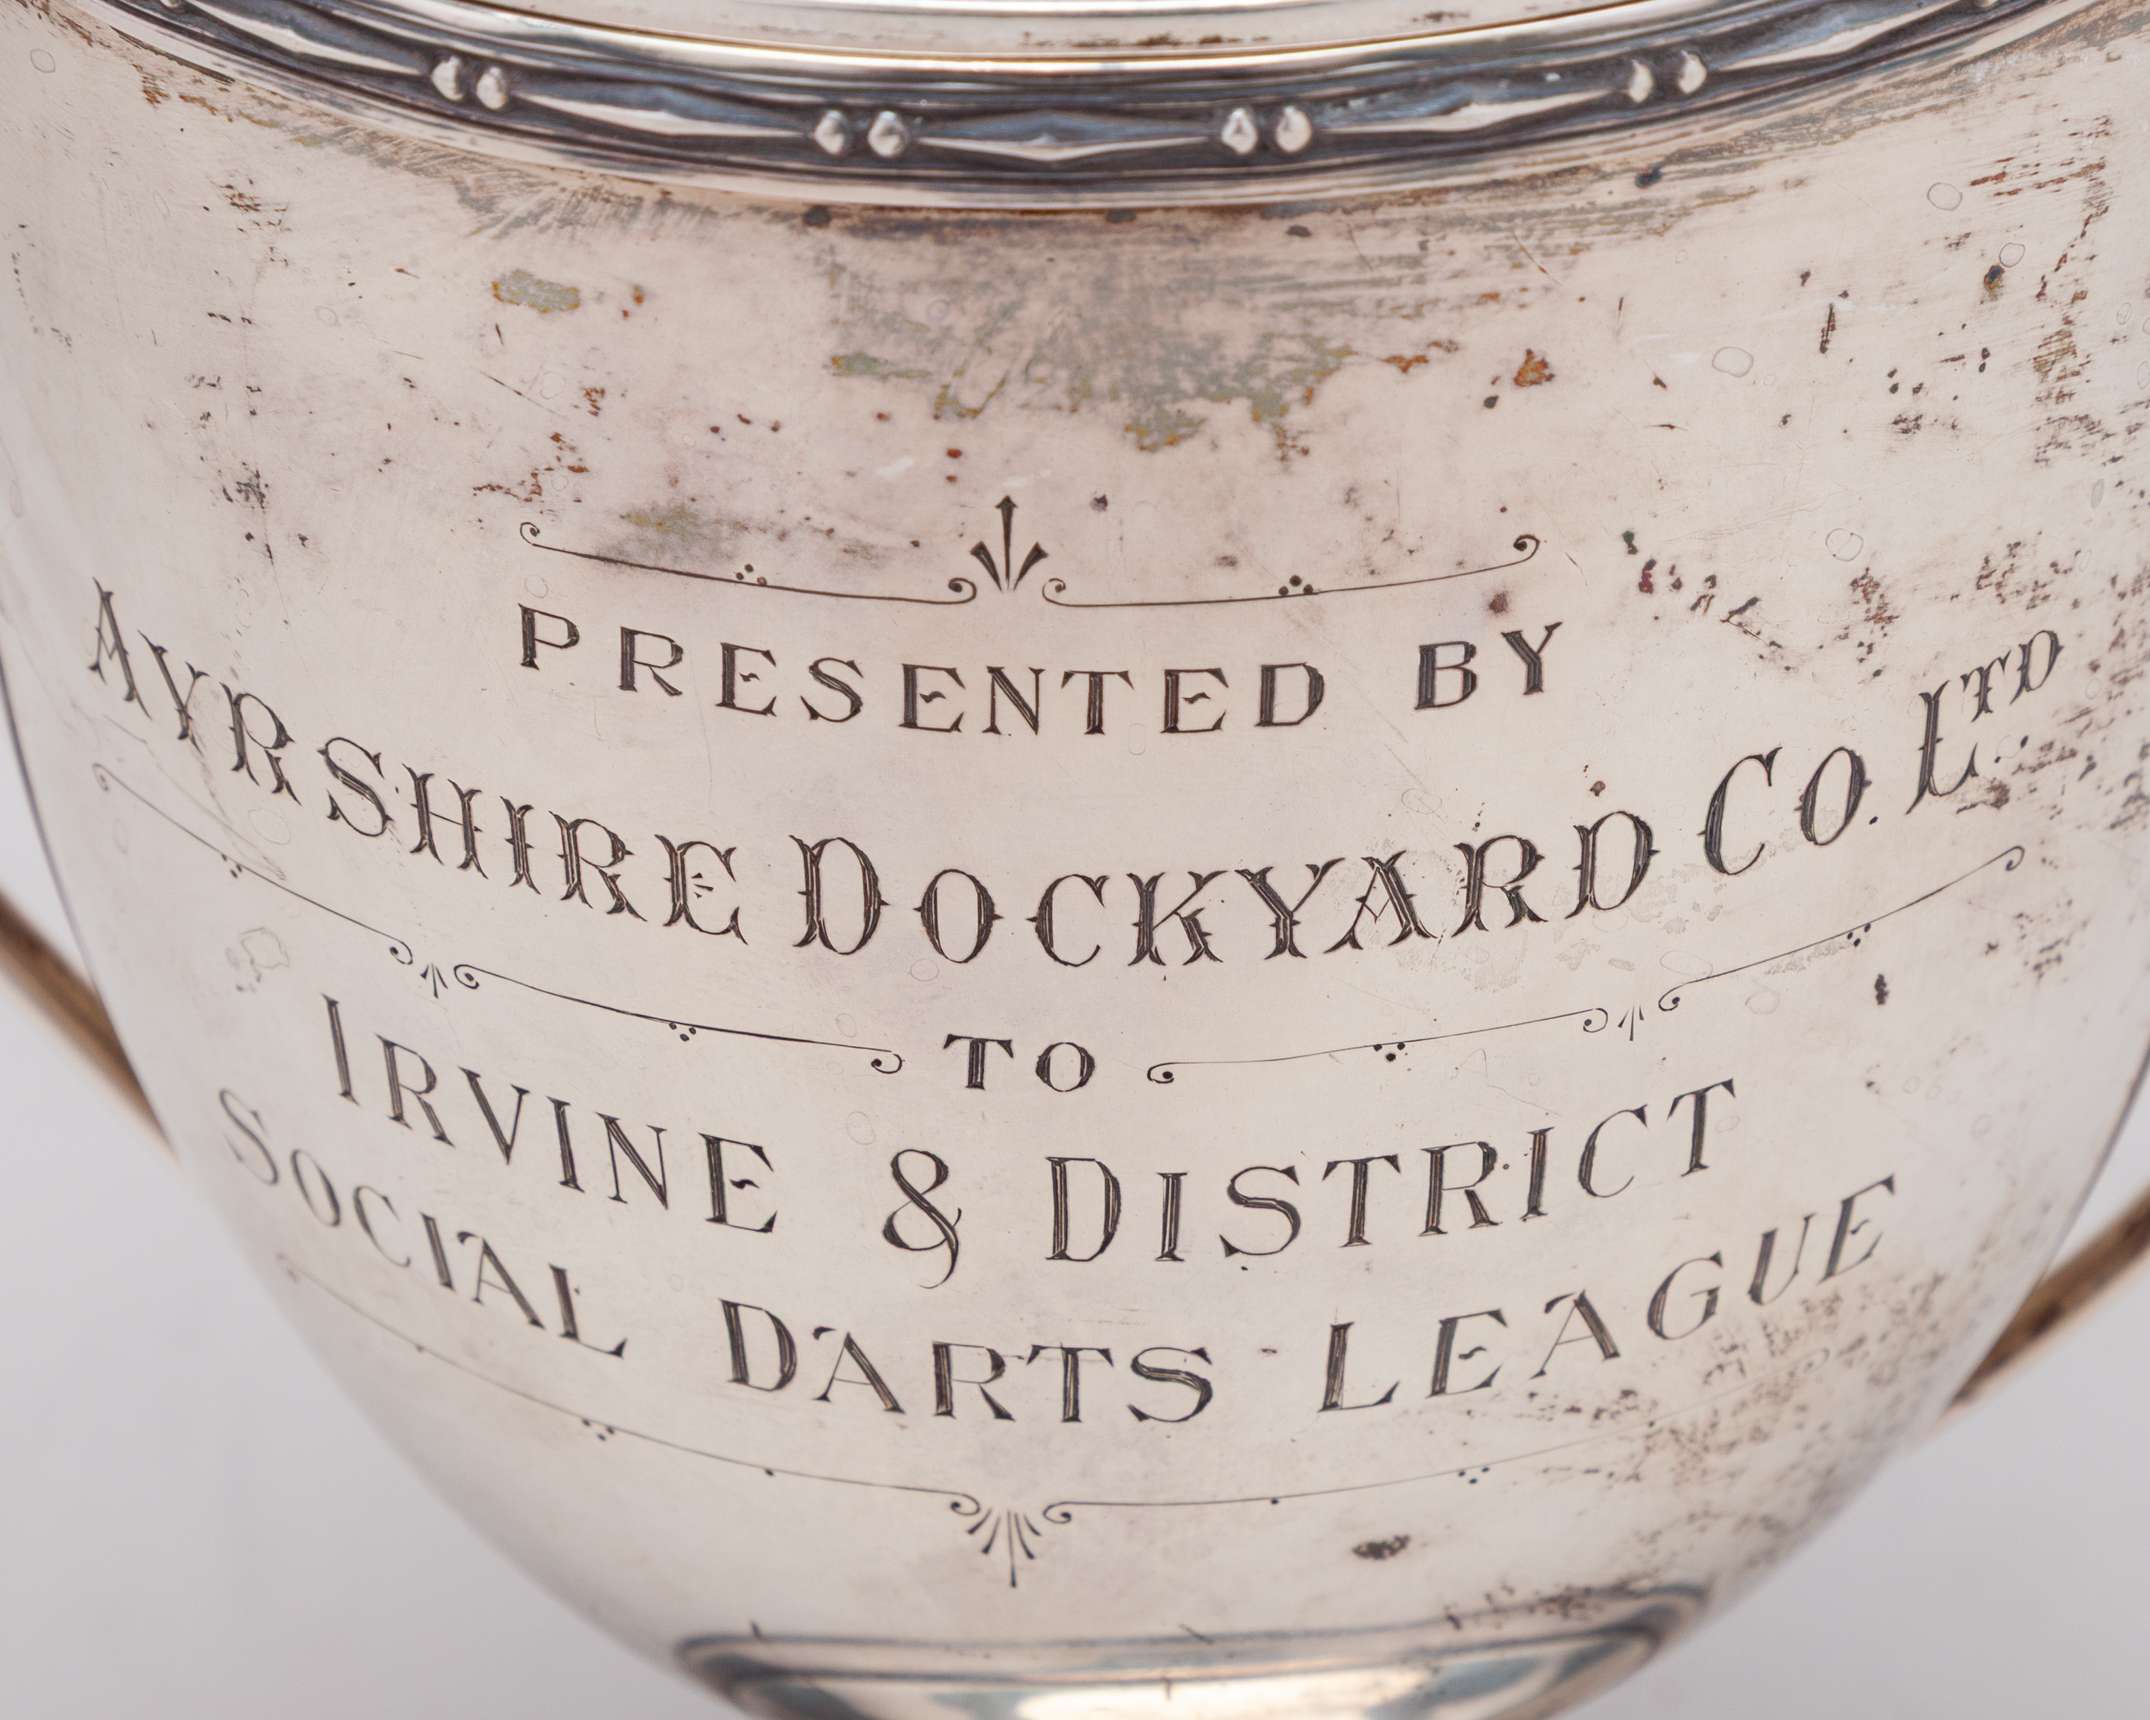 PRESENTED BY
AYRSHIRE DOCKYARD CO. LTD.
TO
IRVINE & DISTRICT
SOCIAL DARTS LEAGUE